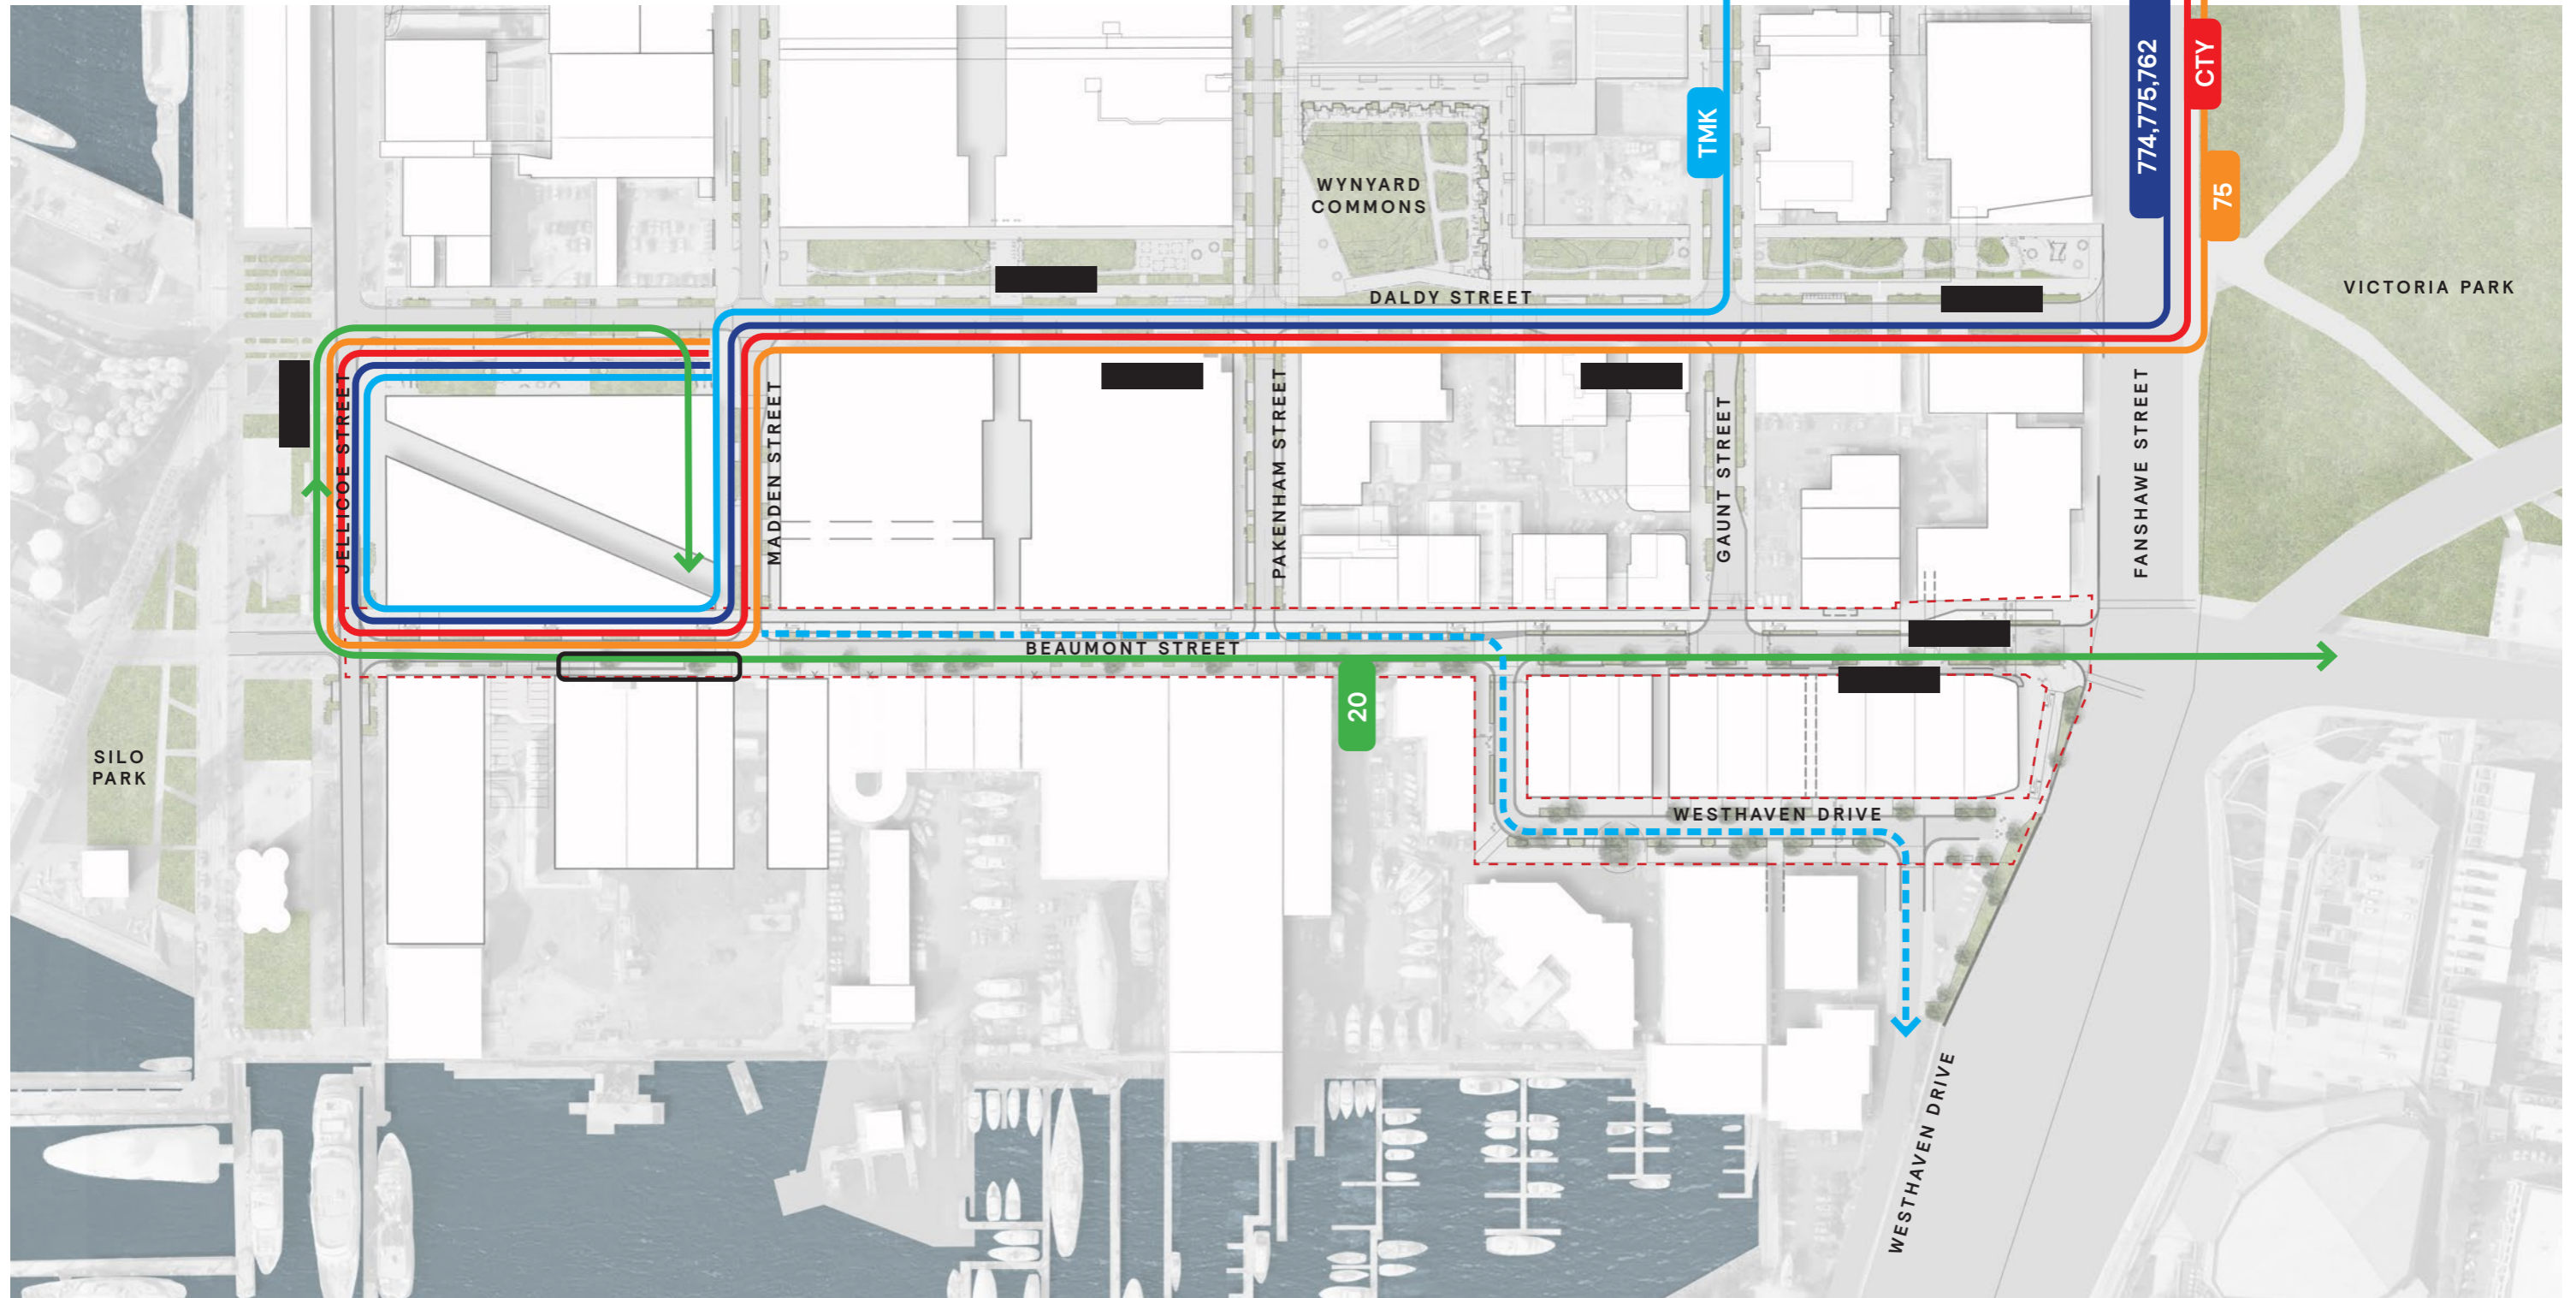 774,775,762
CTY
TMK
75
WYNYARD
COMMONS
DALDY STREET
VICTORIA PARK
JELLICOE STREET
MADDEN STREET
PAKENHAM STREET
GAUNT STREET
FANSHAWE STREET
BEAUMONT STREET
20
SILO
PARK
WESTHAVEN DRIVE
WESTHAVEN DRIVE